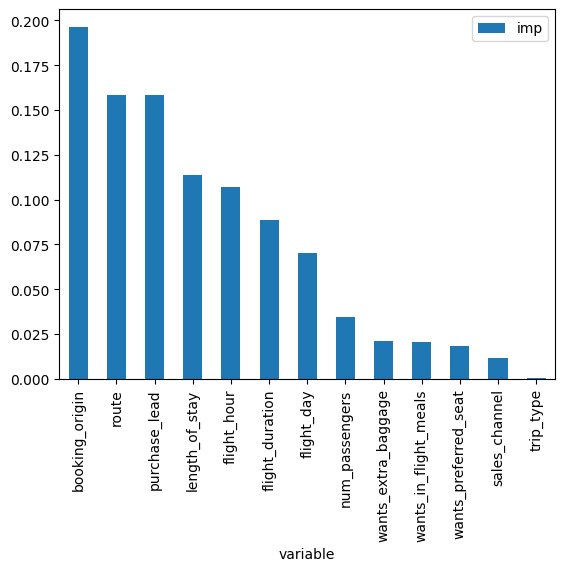 imp
0.200
0.175
0.150
0.125
0.100
0.075
0.050
0.025
0.000
booking_origin
route
purchase_lead
length_of_stay
flight_hour
flight_duration
flight_day
num_passengers
wants_extra_baggage
wants_in_flight_meals
wants_preferred_seat
sales_channel
trip_type
variable